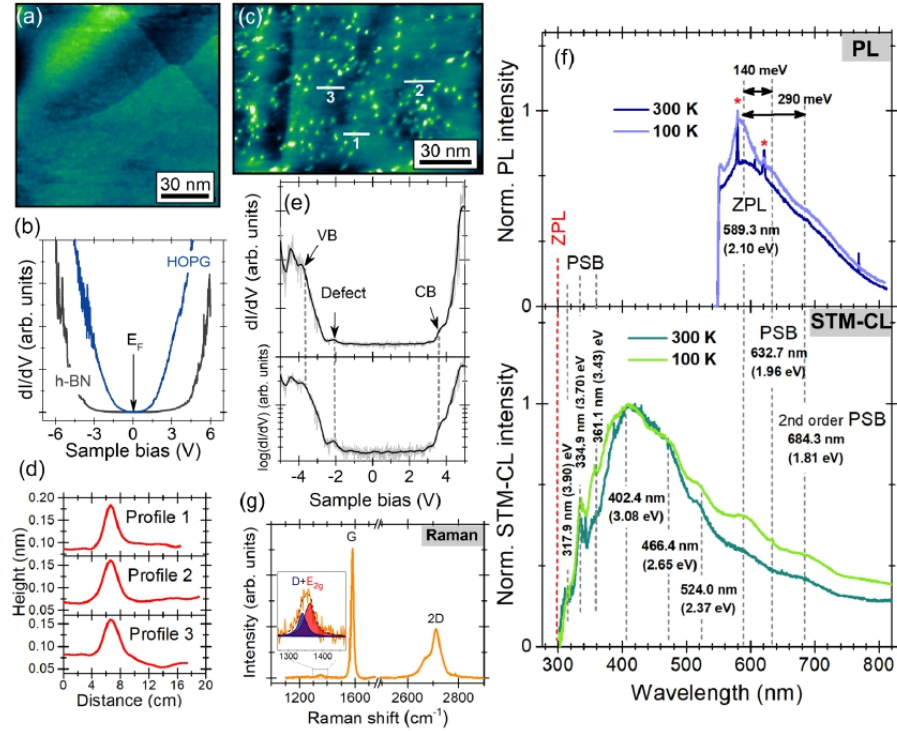 (a)
30 nm
(b)
dI/dV (arb. units)
HOPG
E_F
h-BN
-6 -3 0 3 6
Sample bias (V)
(c)
3
2
1
30 nm
(d)
Height (nm)
0.20
0.15
0.10
Profile 1
0.15
0.10
0.05
Profile 2
0.15
0.10
0.05
Profile 3
0 4 8 12 16 20
Distance (cm)
(e)
dI/dV (arb. units)
VB
Defect
CB
log(dI/dV) (arb. units)
-4 -2 0 2 4
Sample bias (V)
(g)
Raman
Intensity (arb. units)
G
2D
D+E2g
1300 1400
1200 1600 2600 2800
Raman shift (cm-1)
(f)
PL
Norm. PL intensity
1
0
300 K
100 K
140 meV
290 meV
*
*
ZPL
589.3 nm
(2.10 eV)
ZPL
PSB
STM-CL
Norm. STM-CL intensity
1
0
300 K
100 K
317.9 nm (3.90) eV
334.9 nm (3.70) eV
361.1 nm (3.43) eV
402.4 nm
(3.08 eV)
466.4 nm
(2.65 eV)
524.0 nm
(2.37 eV)
PSB
632.7 nm
(1.96 eV)
2nd order PSB
684.3 nm
(1.81 eV)
300 400 500 600 700 800
Wavelength (nm)